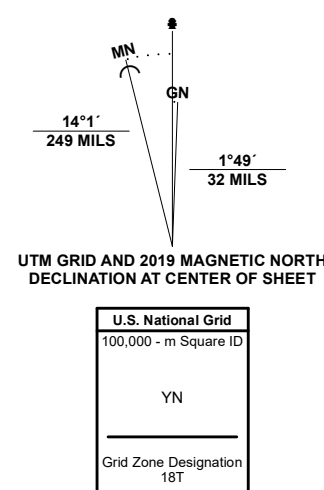 MN
GN
14°1´
249 MILS
1°49´
32 MILS
UTM GRID AND 2019 MAGNETIC NORTH
DECLINATION AT CENTER OF SHEET
U.S. National Grid
100,000 - m Square ID
YN
Grid Zone Designation
18T